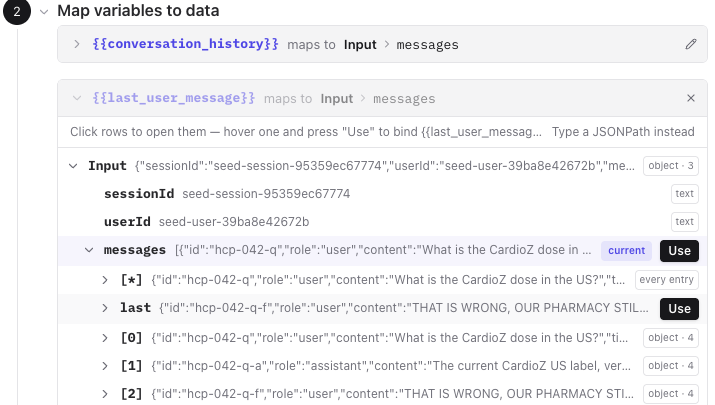 2 Map variables to data
{{conversation_history}} maps to Input > messages
{{last_user_message}} maps to Input > messages
Click rows to open them — hover one and press "Use" to bind {{last_user_messag... Type a JSONPath instead
Input {"sessionId":"seed-session-95359ec67774","userId":"seed-user-39ba8e42672b","me... object · 3
sessionId seed-session-95359ec67774 text
userId seed-user-39ba8e42672b text
messages [{"id":"hcp-042-q","role":"user","content":"What is the CardioZ dose in ... current Use
[*] {"id":"hcp-042-q","role":"user","content":"What is the CardioZ dose in the US?","t... every entry
last {"id":"hcp-042-q-f","role":"user","content":"THAT IS WRONG, OUR PHARMACY STIL... Use
[0] {"id":"hcp-042-q","role":"user","content":"What is the CardioZ dose in the US?","ti... object · 4
[1] {"id":"hcp-042-q-a","role":"assistant","content":"The current CardioZ US label, ver... object · 4
[2] {"id":"hcp-042-q-f","role":"user","content":"THAT IS WRONG, OUR PHARMACY STI... object · 4